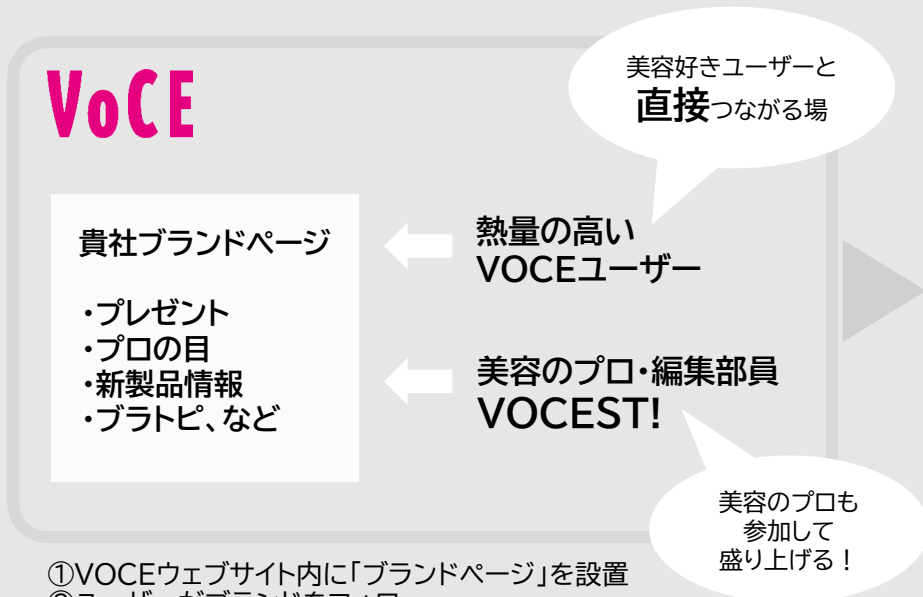 VoCE
美容好きユーザーと
直接つながる場
貴社ブランドページ
・プレゼント
・プロの目
・新製品情報
・ブラトピ、など
熱量の高い
VOCEユーザー
美容のプロ・編集部員
VOCEST!
美容のプロも
参加して
盛り上げる！
①VOCEウェブサイト内に「ブランドページ」を設置